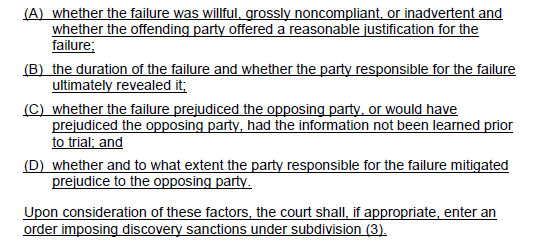 (A) whether the failure was willful, grossly noncompliant, or inadvertent and
whether the offending party offered a reasonable justification for the
failure;
(B) the duration of the failure and whether the party responsible for the failure
ultimately revealed it;
(C) whether the failure prejudiced the opposing party, or would have
prejudiced the opposing party, had the information not been learned prior
to trial; and
(D) whether and to what extent the party responsible for the failure mitigated
prejudice to the opposing party.
Upon consideration of these factors, the court shall, if appropriate, enter an
order imposing discovery sanctions under subdivision (3).